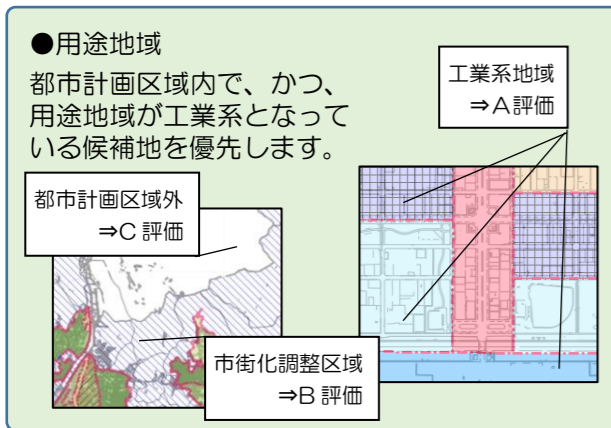 ●用途地域
都市計画区域内で、かつ、
用途地域が工業系となって
いる候補地を優先します。
工業系地域
⇒A評価
都市計画区域外
⇒C 評価
市街化調整区域
⇒B 評価